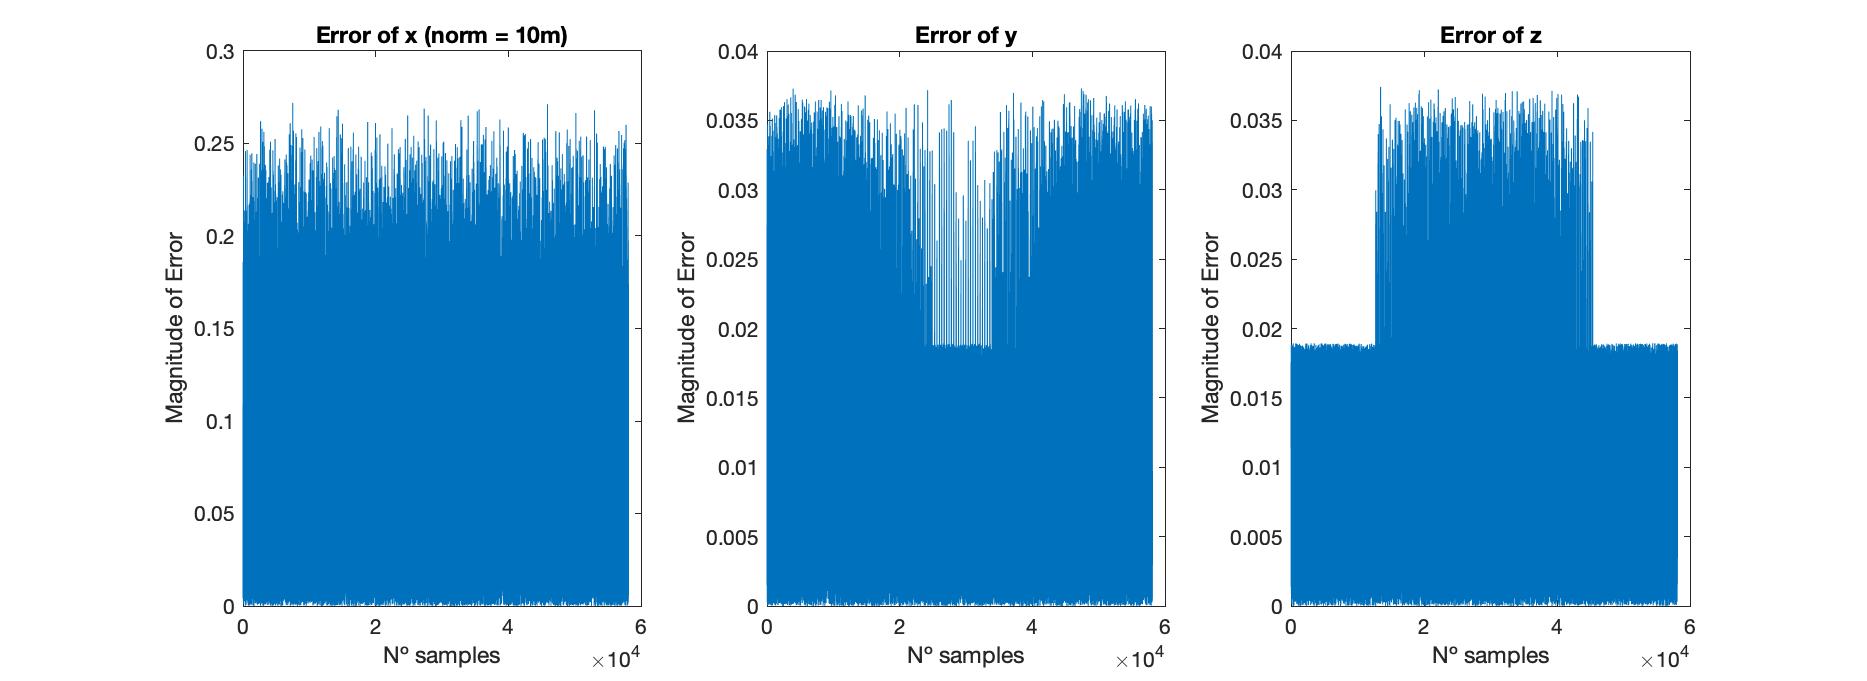 Error of x (norm = 10m)
0.3
0.25
0.2
0.15
0.1
0.05
0
Magnitude of Error
0 2 4 6
×10^4
Nº samples
Error of y
0.04
0.035
0.03
0.025
0.02
0.015
0.01
0.005
0
Magnitude of Error
0 2 4 6
×10^4
Nº samples
Error of z
0.04
0.035
0.03
0.025
0.02
0.015
0.01
0.005
0
Magnitude of Error
0 2 4 6
×10^4
Nº samples